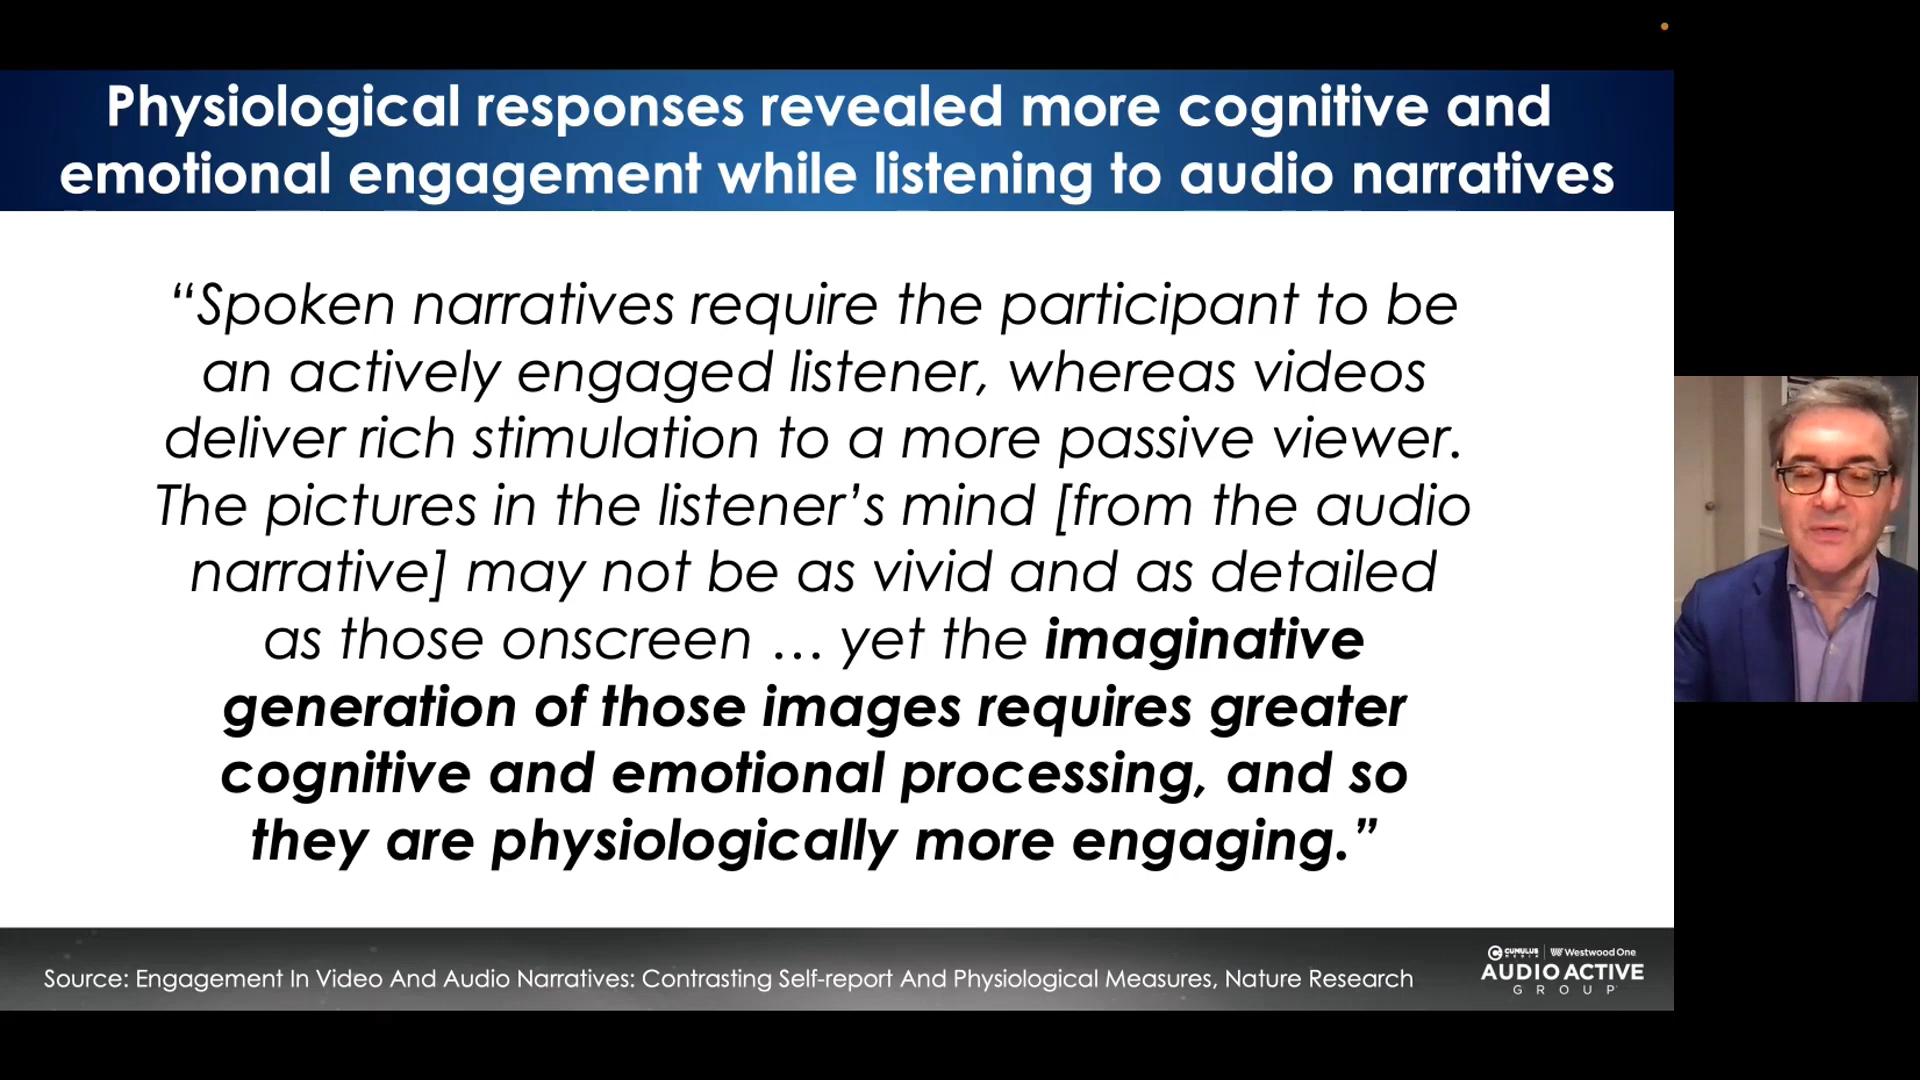 Physiological responses revealed more cognitive and
emotional engagement while listening to audio narratives
“Spoken narratives require the participant to be
an actively engaged listener, whereas videos
deliver rich stimulation to a more passive viewer.
The pictures in the listener’s mind [from the audio
narrative] may not be as vivid and as detailed
as those onscreen … yet the imaginative
generation of those images requires greater
cognitive and emotional processing, and so
they are physiologically more engaging.”
Source: Engagement In Video And Audio Narratives: Contrasting Self-report And Physiological Measures, Nature Research
CUMULUS MEDIA | Westwood One
AUDIO ACTIVE
GROUP